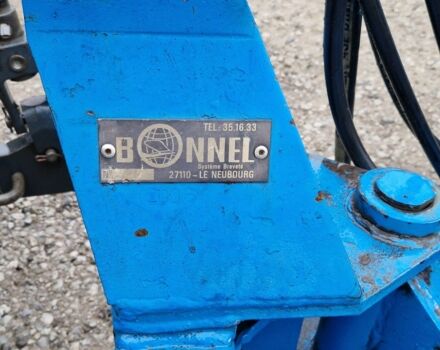 TEL: 35.16.33
BONNEL
Système Breveté
27110 - LE NEUBOURG